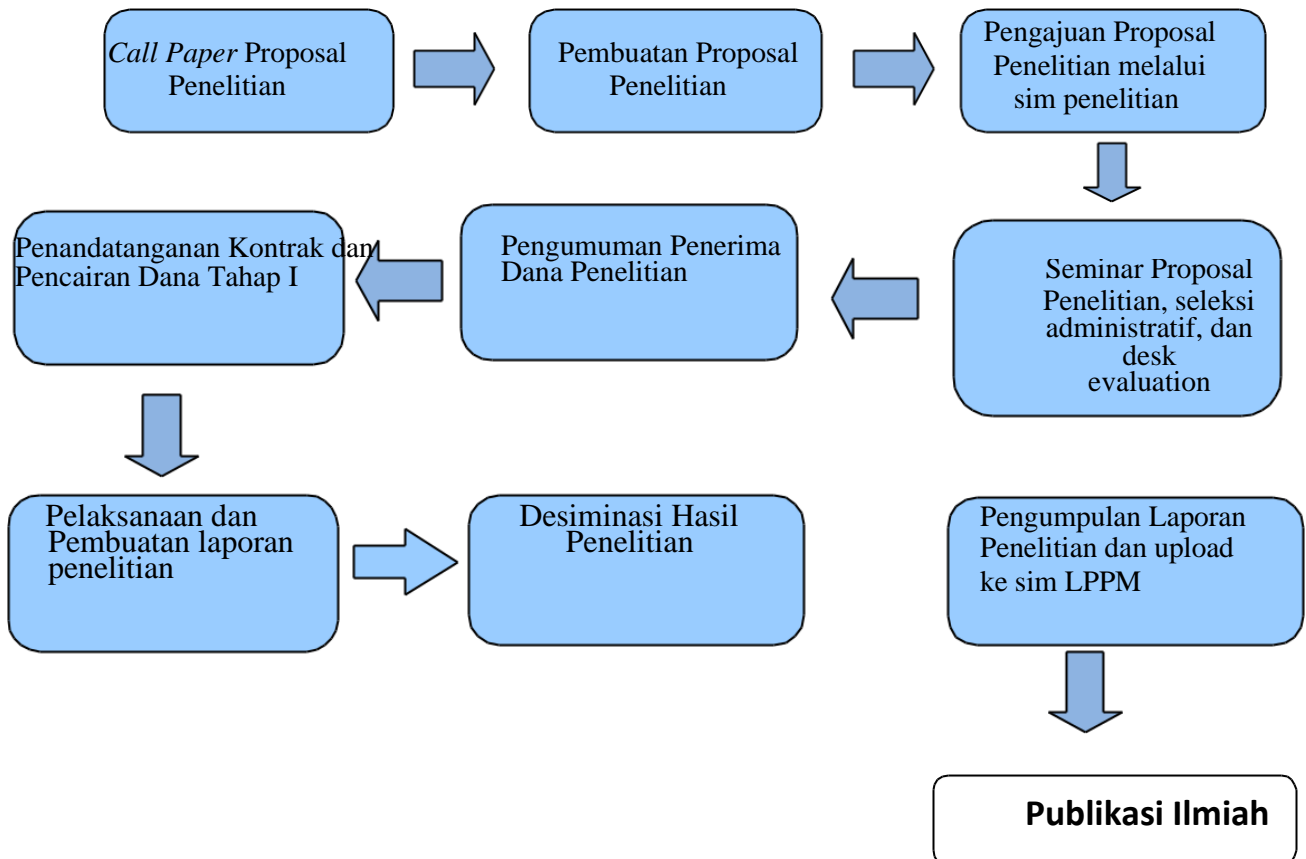 Call Paper Proposal
Penelitian
Pembuatan Proposal
Penelitian
Pengajuan Proposal
Penelitian melalui
sim penelitian
Seminar Proposal
Penelitian, seleksi
administratif, dan
desk
evaluation
Pengumuman Penerima
Dana Penelitian
Penandatanganan Kontrak dan
Pencairan Dana Tahap I
Pelaksanaan dan
Pembuatan laporan
penelitian
Desiminasi Hasil
Penelitian
Pengumpulan Laporan
Penelitian dan upload
ke sim LPPM
Publikasi Ilmiah